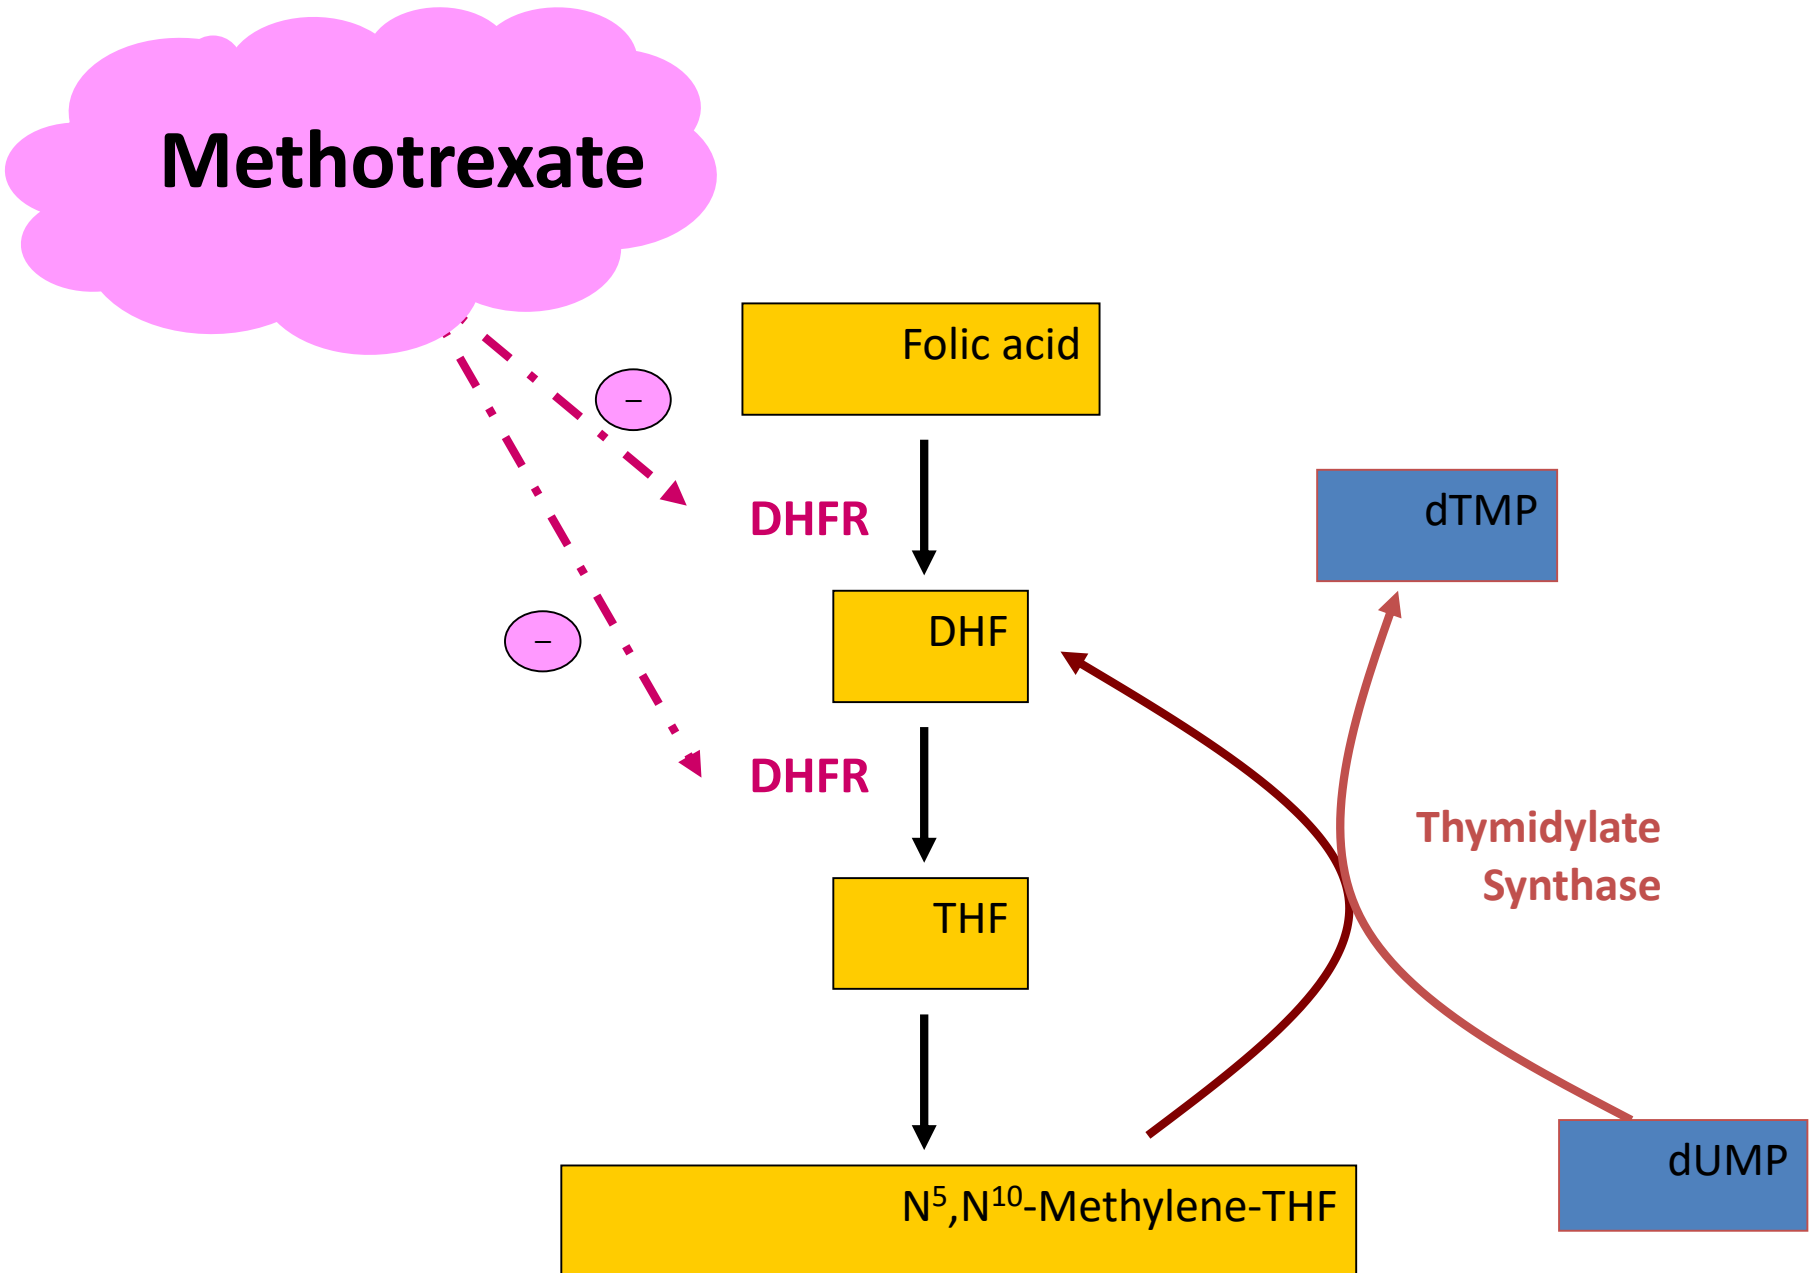 Methotrexate
Folic acid
–
DHFR
dTMP
DHF
–
DHFR
Thymidylate
Synthase
THF
dUMP
N⁵,N¹⁰-Methylene-THF